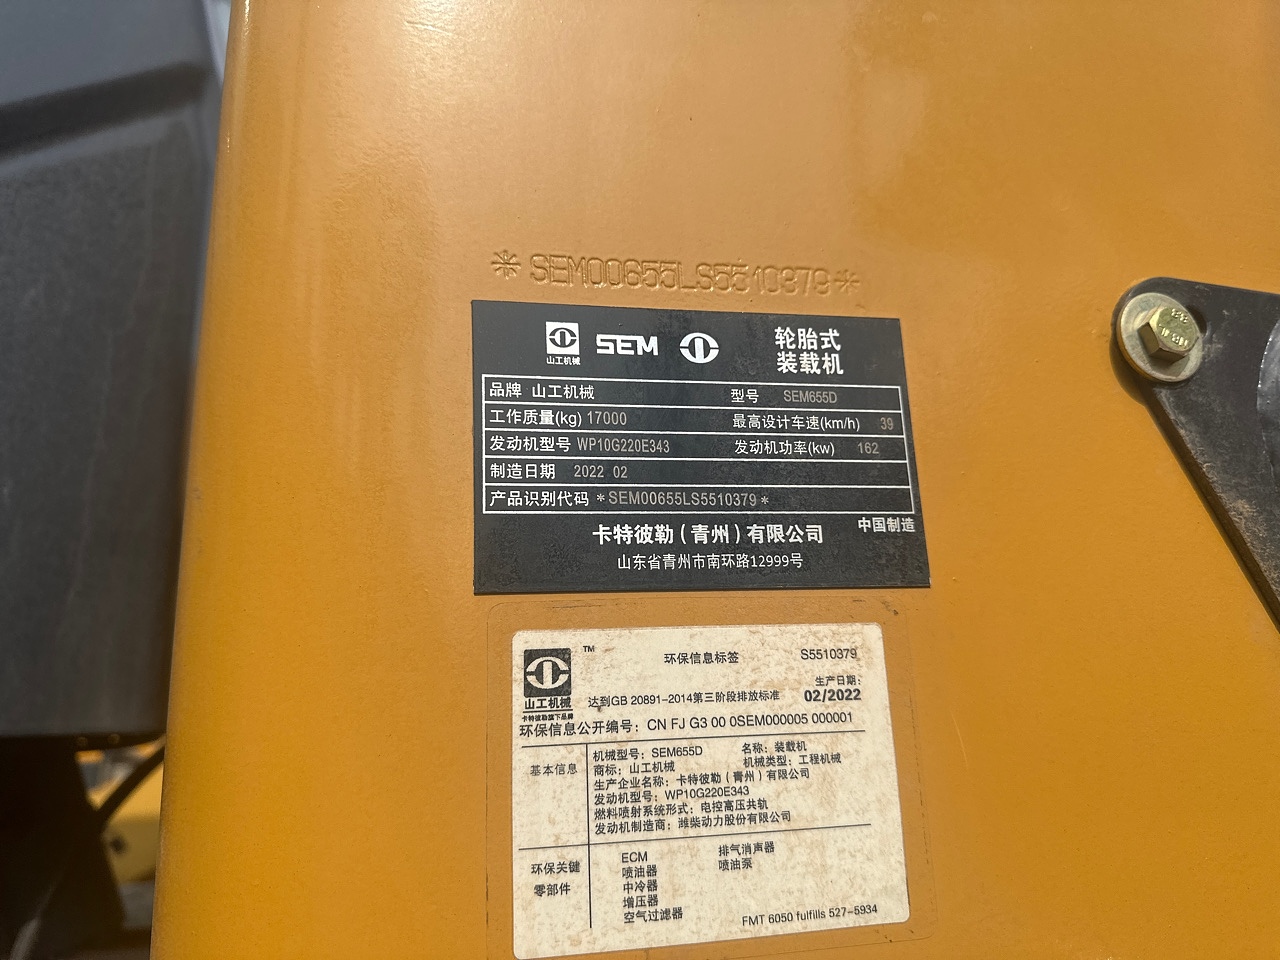 *SEM00655LS5510379*
山工机械 SEM
轮胎式
装载机
品牌 山工机械 型号 SEM655D
工作质量(kg) 17000 最高设计车速(km/h) 39
发动机型号 WP10G220E343 发动机功率(kw) 162
制造日期 2022 02
产品识别代码 *SEM00655LS5510379*
卡特彼勒(青州)有限公司 中国制造
山东省青州市南环路12999号
TM 环保信息标签 S5510379
生产日期:
山工机械 达到GB 20891-2014第三阶段排放标准 02/2022
卡特彼勒旗下品牌
环保信息公开编号: CN FJ G3 00 0SEM000005 000001
基本信息
机械型号: SEM655D 名称: 装载机
商标: 山工机械 机械类型: 工程机械
生产企业名称: 卡特彼勒(青州)有限公司
发动机型号: WP10G220E343
燃料喷射系统形式: 电控高压共轨
发动机制造商: 潍柴动力股份有限公司
环保关键
零部件
ECM 排气消声器
喷油器 喷油泵
中冷器
增压器
空气过滤器
FMT 6050 fulfills 527-5934